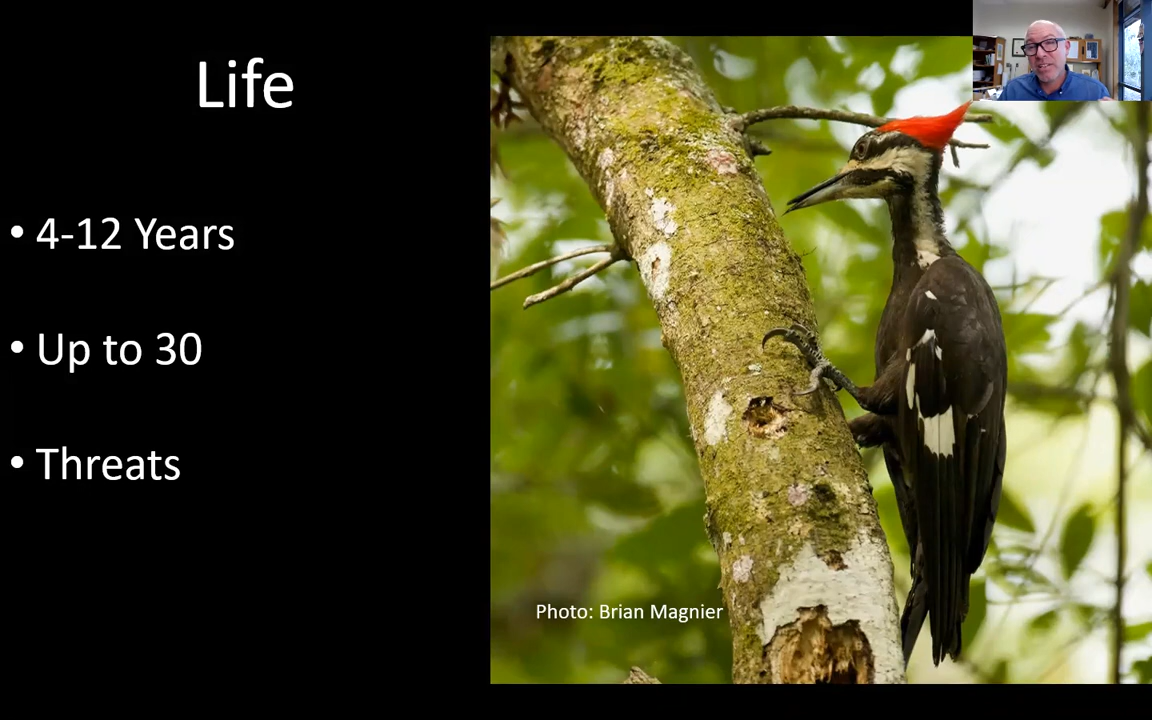 Life
• 4-12 Years
• Up to 30
• Threats
Photo: Brian Magnier